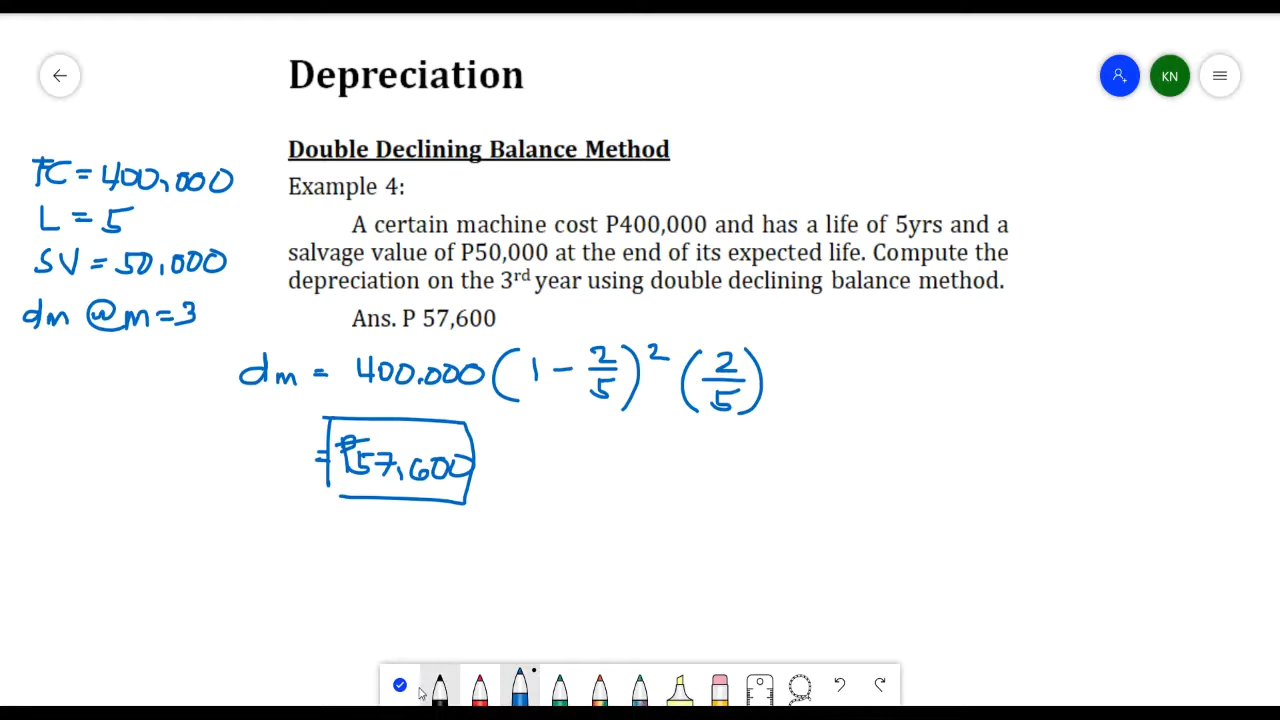 Depreciation
KN
Double Declining Balance Method
Example 4:
A certain machine cost P400,000 and has a life of 5yrs and a
salvage value of P50,000 at the end of its expected life. Compute the
depreciation on the 3rd year using double declining balance method.
Ans. P 57,600
FC = 400,000
L = 5
SV = 50,000
dm @ m = 3
dm = 400.000 (1 - 2/5)^2 (2/5)
= ₱57,600